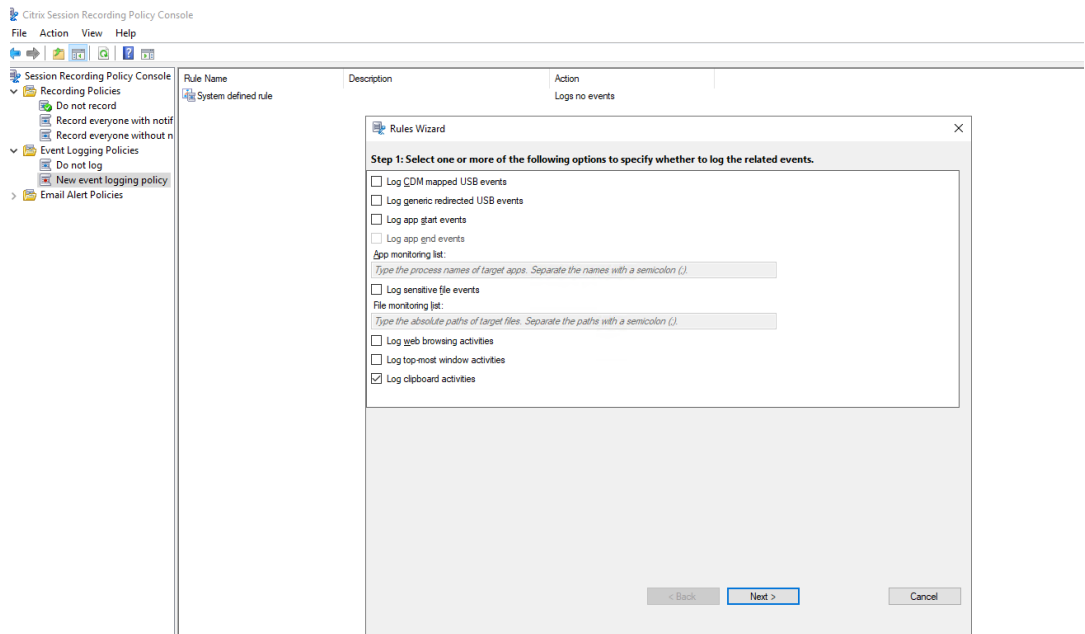 Citrix Session Recording Policy Console
File Action View Help
Session Recording Policy Console
Recording Policies
Do not record
Record everyone with notif
Record everyone without n
Event Logging Policies
Do not log
New event logging policy
Email Alert Policies
Rule Name Description Action
System defined rule Logs no events
Rules Wizard
Step 1: Select one or more of the following options to specify whether to log the related events.
Log CDM mapped USB events
Log generic redirected USB events
Log app start events
Log app end events
App monitoring list:
Type the process names of target apps. Separate the names with a semicolon (;).
Log sensitive file events
File monitoring list:
Type the absolute paths of target files. Separate the paths with a semicolon (;).
Log web browsing activities
Log top-most window activities
Log clipboard activities
< Back Next > Cancel